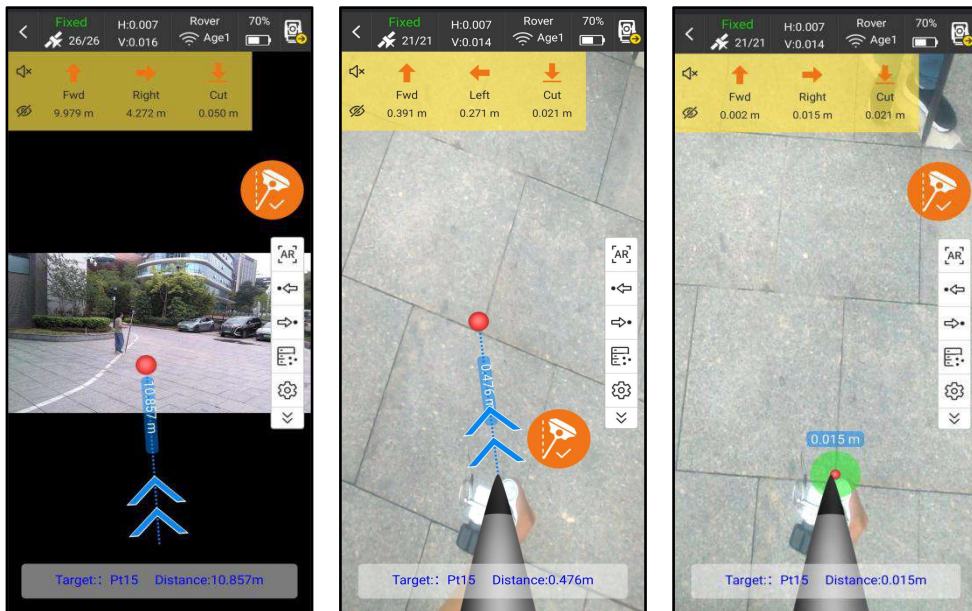 Fixed
26/26
H:0.007
V:0.016
Rover
Age1
70%
Fwd
9.979 m
Right
4.272 m
Cut
0.050 m
AR
10.857 m
Target:: Pt15 Distance:10.857m
Fixed
21/21
H:0.007
V:0.014
Rover
Age1
70%
Fwd
0.391 m
Left
0.271 m
Cut
0.021 m
AR
0.476 m
Target:: Pt15 Distance:0.476m
Fixed
21/21
H:0.007
V:0.014
Rover
Age1
70%
Fwd
0.002 m
Right
0.015 m
Cut
0.021 m
AR
0.015 m
Target:: Pt15 Distance:0.015m